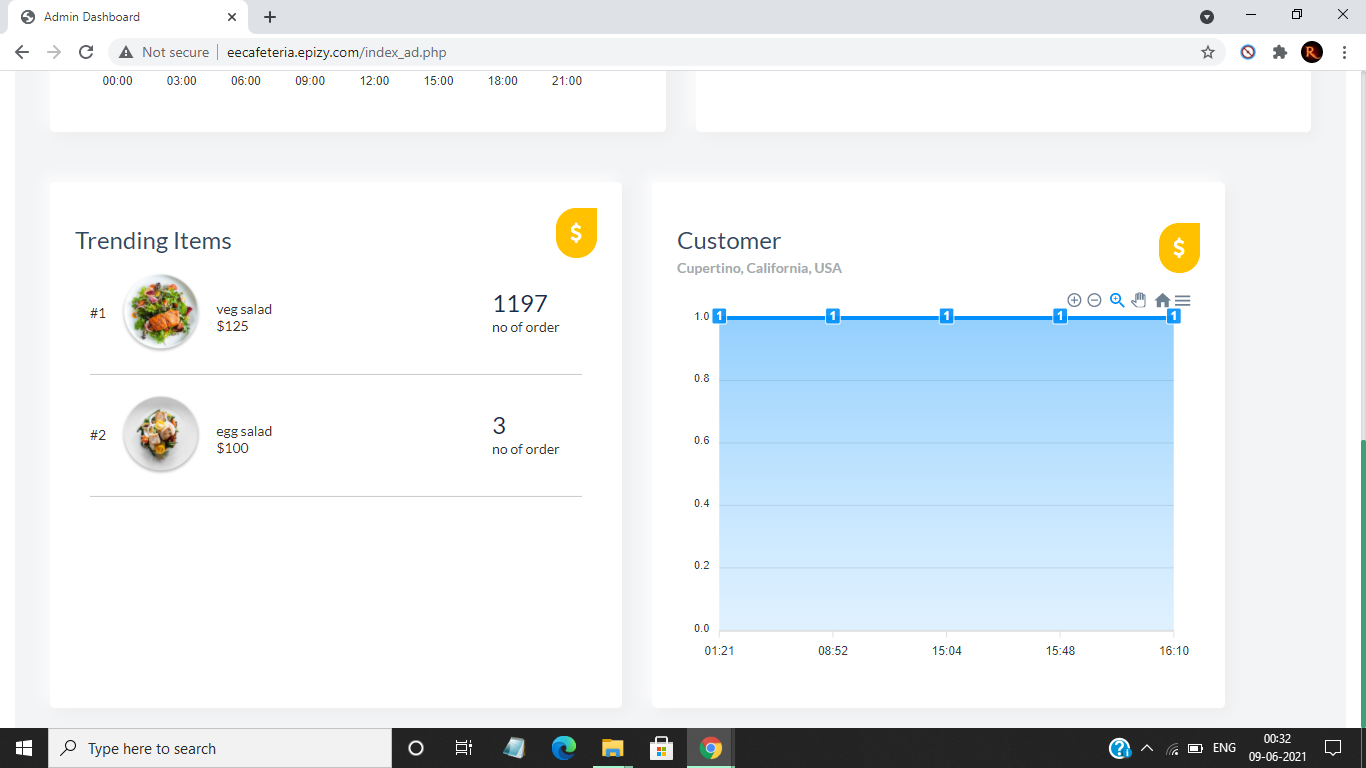 Admin Dashboard
Not secure
eecafeteria.epizy.com/index_ad.php
R
00:00 03:00 06:00 09:00 12:00 15:00 18:00 21:00
Trending Items
$
#1
veg salad
$125
1197
no of order
#2
egg salad
$100
3
no of order
Customer
Cupertino, California, USA
$
1.0
1 1 1 1 1
0.8
0.6
0.4
0.2
0.0
01:21 08:52 15:04 15:48 16:10
Type here to search
ENG
00:32
09-06-2021